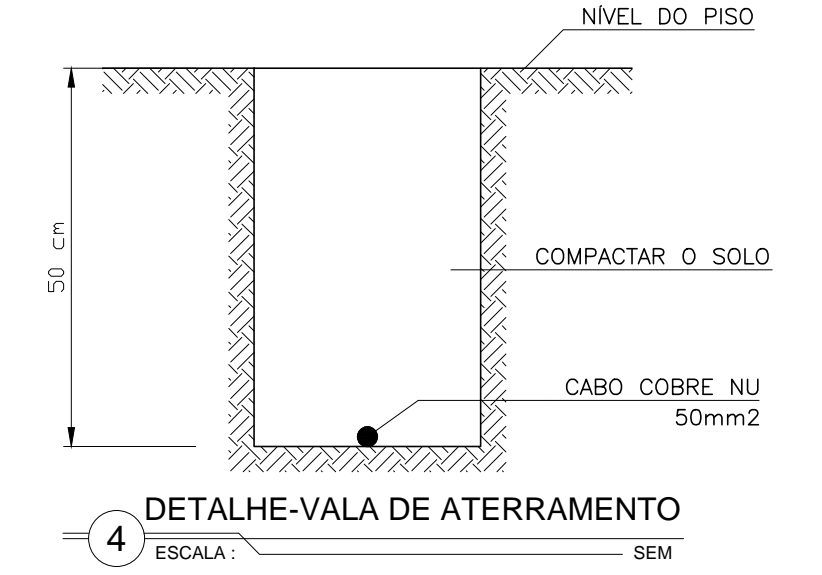 NÍVEL DO PISO
50 cm
COMPACTAR O SOLO
CABO COBRE NU
50mm2
DETALHE-VALA DE ATERRAMENTO
4
ESCALA : SEM